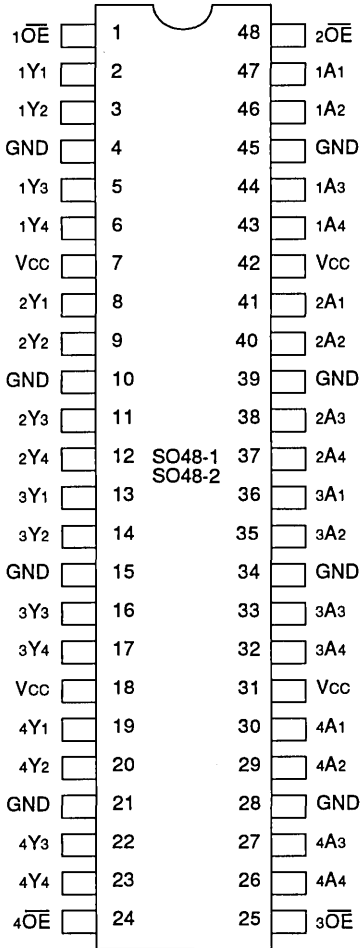 1O̅E̅ 1 48 2O̅E̅
1Y1 2 47 1A1
1Y2 3 46 1A2
GND 4 45 GND
1Y3 5 44 1A3
1Y4 6 43 1A4
Vcc 7 42 Vcc
2Y1 8 41 2A1
2Y2 9 40 2A2
GND 10 39 GND
2Y3 11 38 2A3
2Y4 12 SO48-1 37 2A4
SO48-2
3Y1 13 36 3A1
3Y2 14 35 3A2
GND 15 34 GND
3Y3 16 33 3A3
3Y4 17 32 3A4
Vcc 18 31 Vcc
4Y1 19 30 4A1
4Y2 20 29 4A2
GND 21 28 GND
4Y3 22 27 4A3
4Y4 23 26 4A4
4O̅E̅ 24 25 3O̅E̅